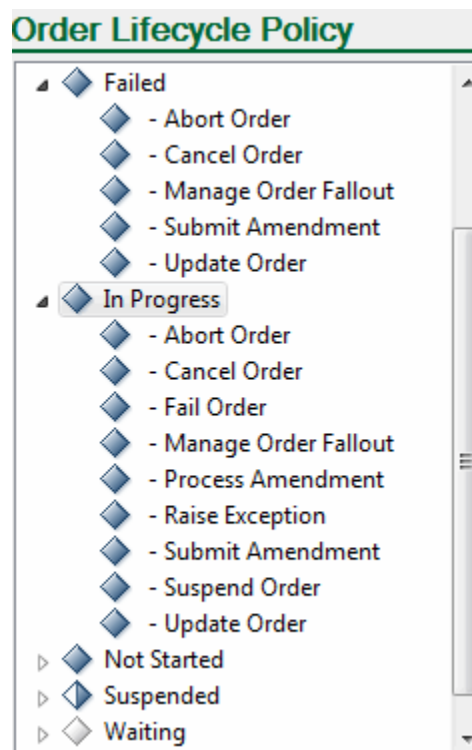 Order Lifecycle Policy
Failed
- Abort Order
- Cancel Order
- Manage Order Fallout
- Submit Amendment
- Update Order
In Progress
- Abort Order
- Cancel Order
- Fail Order
- Manage Order Fallout
- Process Amendment
- Raise Exception
- Submit Amendment
- Suspend Order
- Update Order
Not Started
Suspended
Waiting